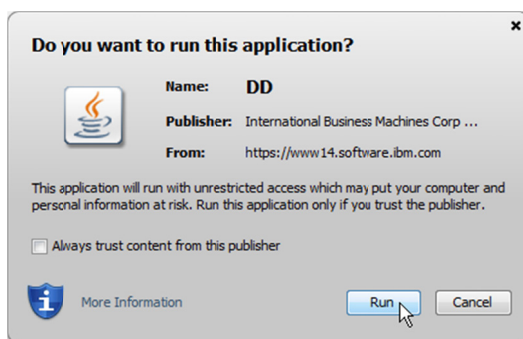 Do you want to run this application?
Name: DD
Publisher: International Business Machines Corp ...
From: https://www14.software.ibm.com
This application will run with unrestricted access which may put your computer and
personal information at risk. Run this application only if you trust the publisher.
Always trust content from this publisher
More Information
Run
Cancel